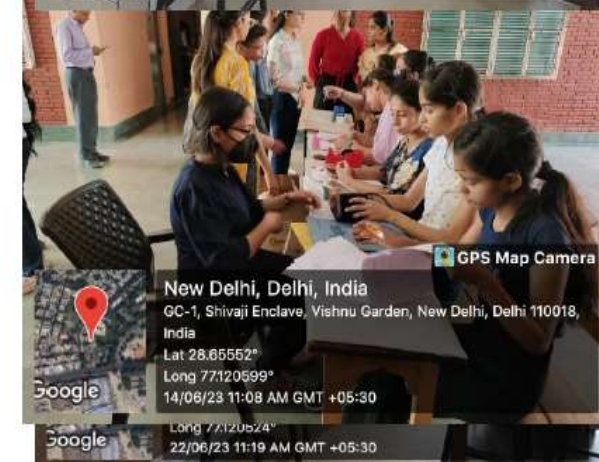 GPS Map Camera
New Delhi, Delhi, India
GC-1, Shivaji Enclave, Vishnu Garden, New Delhi, Delhi 110018,
India
Lat 28.65552°
Long 77.120599°
14/06/23 11:08 AM GMT +05:30
Google
Long 77.120524°
22/06/23 11:19 AM GMT +05:30
Google